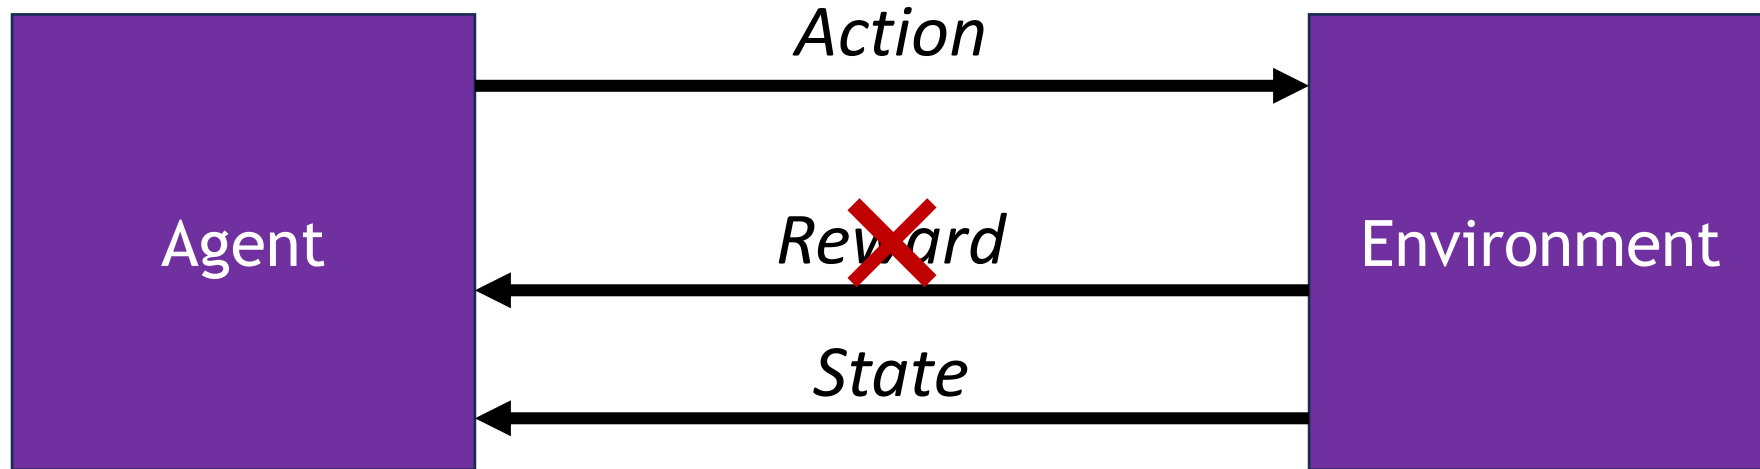 Action
Agent
Reward
Environment
State